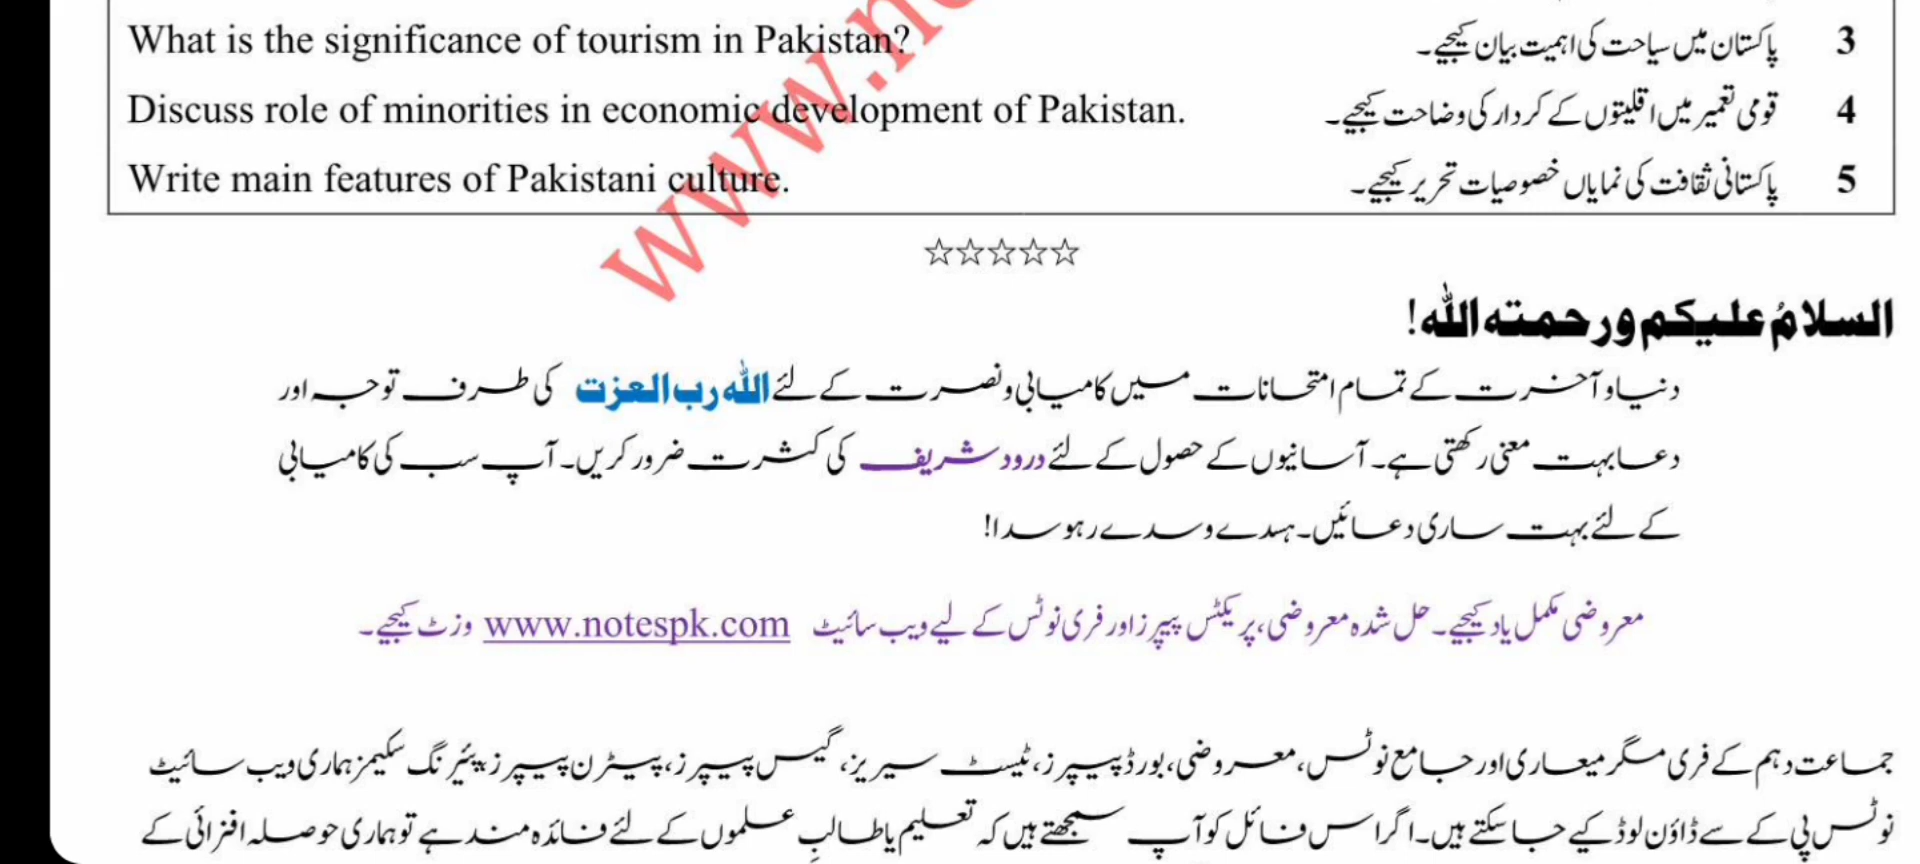 What is the significance of tourism in Pakistan? پاکستان میں سیاحت کی اہمیت بیان کیجیے۔ 3
Discuss role of minorities in economic development of Pakistan. قومی تعمیر میں اقلیتوں کے کردار کی وضاحت کیجیے۔ 4
Write main features of Pakistani culture. پاکستانی ثقافت کی نمایاں خصوصیات تحریر کیجیے۔ 5
www.n
☆☆☆☆☆
السلامُ علیکم ورحمتہ اللہ!
دنیا و آخرت کے تمام امتحانات میں کامیابی و نصرت کے لئے اللہ رب العزت کی طرف توجہ اور
دعا بہت معنی رکھتی ہے۔ آسانیوں کے حصول کے لئے درود شریف کی کثرت ضرور کریں۔ آپ سب کی کامیابی
کے لئے بہت ساری دعائیں۔ ہسدے وسدے رہو سدا!
معروضی مکمل یاد کیجیے۔ حل شدہ معروضی، پریکٹس پیپرز اور فری نوٹس کے لیے ویب سائیٹ www.notespk.com وزٹ کیجیے۔
جماعت دہم کے فری مگر میعاری اور جامع نوٹس، معروضی، بورڈ پیپرز، ٹیسٹ سیریز، گیس پیپرز، پیٹرن پیپرز، پئیرنگ سکیمز ہماری ویب سائیٹ
نوٹس پی کے سے ڈاؤن لوڈ کیے جا سکتے ہیں۔ اگر اس فائل کو آپ سمجھتے ہیں کہ تعلیم یا طالبِ علموں کے لئے فائدہ مند ہے تو ہماری حوصلہ افزائی کے